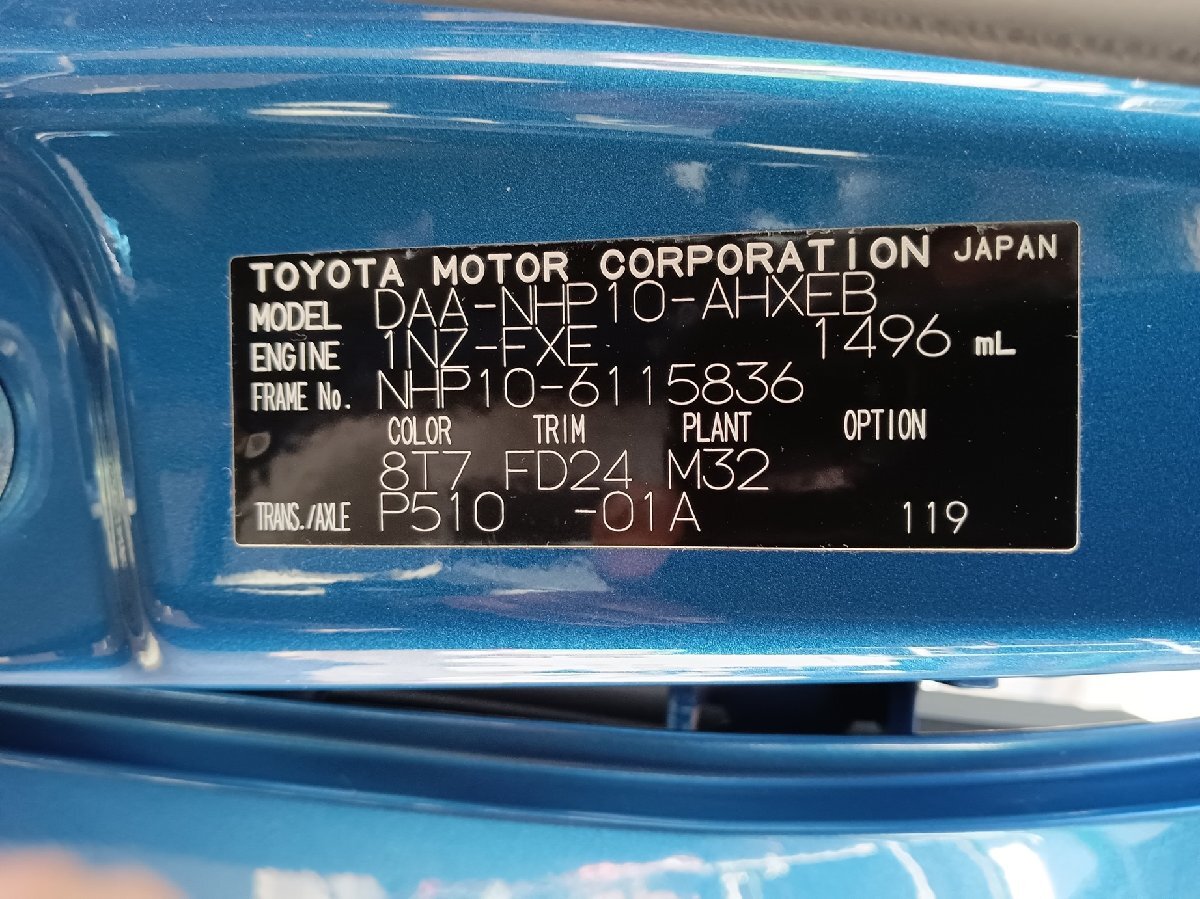 TOYOTA MOTOR CORPORATION JAPAN
MODEL DAA-NHP10-AHXEB
ENGINE 1NZ-FXE 1496 mL
FRAME No. NHP10-6115836
COLOR TRIM PLANT OPTION
8T7 FD24 M32
TRANS./AXLE P510 -01A 119